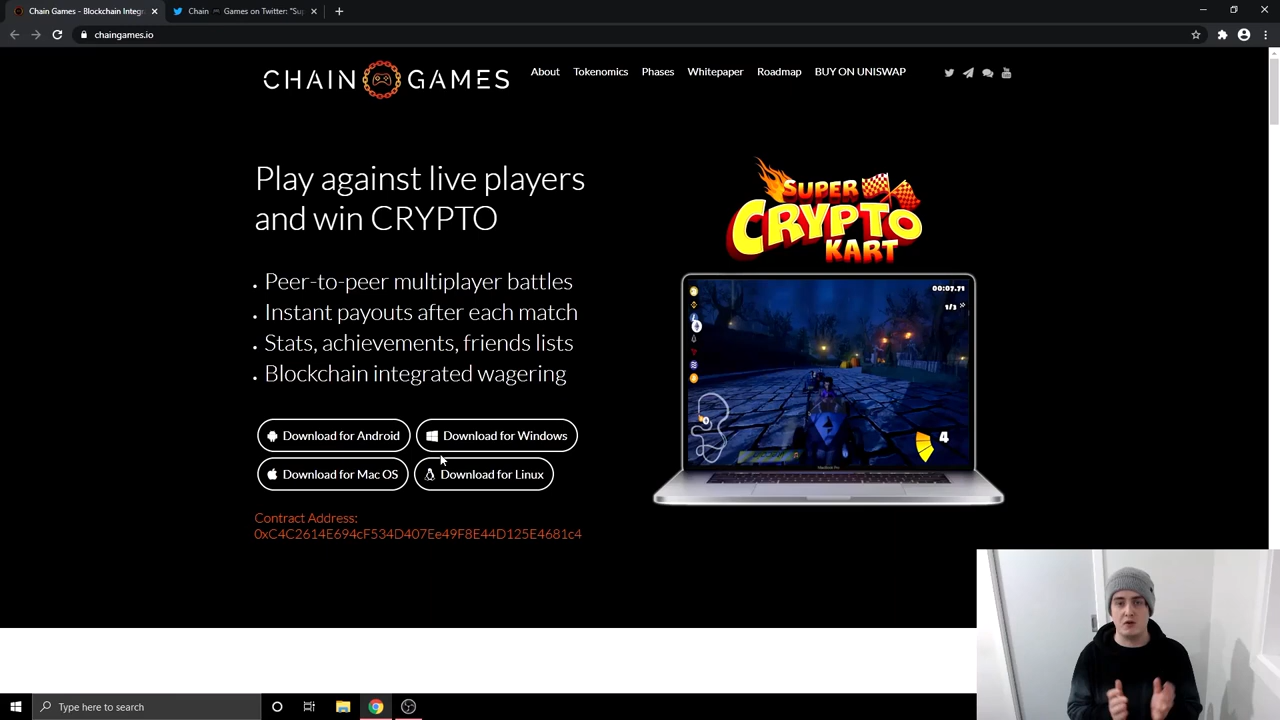 Chain Games - Blockchain Integr
Chain Games on Twitter: "Sup
chaingames.io
CHAIN GAMES
About Tokenomics Phases Whitepaper Roadmap BUY ON UNISWAP
Play against live players
and win CRYPTO
SUPER
CRYPTO
KART
Peer-to-peer multiplayer battles
Instant payouts after each match
Stats, achievements, friends lists
Blockchain integrated wagering
00:07.71
1/3
4
MacBook Pro
Download for Android Download for Windows
Download for Mac OS Download for Linux
Contract Address:
0xC4C2614E694cF534D407Ee49F8E44D125E4681c4
Type here to search